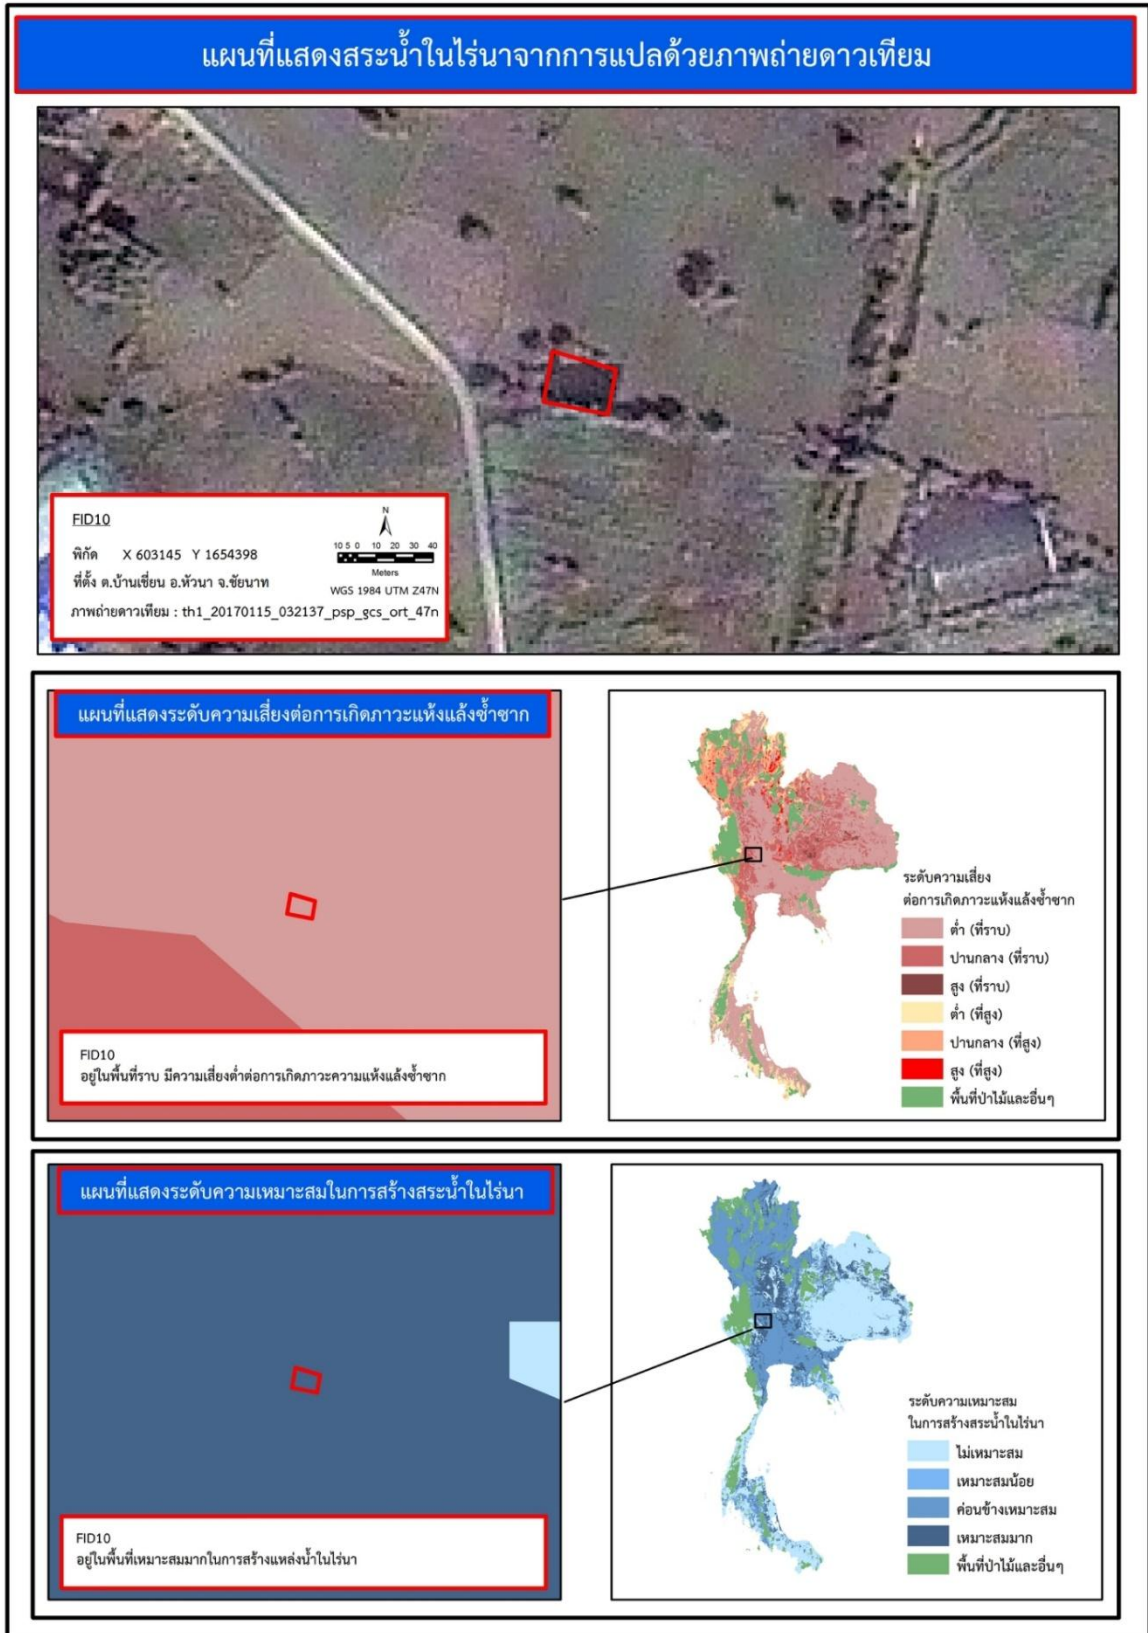 แผนที่แสดงสระน้ำในไร่นาจากการแปลด้วยภาพถ่ายดาวเทียม
FID10
พิกัด X 603145 Y 1654398
ที่ตั้ง ต.บ้านเชี่ยน อ.หัวนา จ.ชัยนาท
ภาพถ่ายดาวเทียม : th1_20170115_032137_psp_gcs_ort_47n
N
10 5 0 10 20 30 40
Meters
WGS 1984 UTM Z47N
แผนที่แสดงระดับความเสี่ยงต่อการเกิดภาวะแห้งแล้งซ้ำซาก
FID10
อยู่ในพื้นที่ราบ มีความเสี่ยงต่ำต่อการเกิดภาวะความแห้งแล้งซ้ำซาก
ระดับความเสี่ยง
ต่อการเกิดภาวะแห้งแล้งซ้ำซาก
ต่ำ (ที่ราบ)
ปานกลาง (ที่ราบ)
สูง (ที่ราบ)
ต่ำ (ที่สูง)
ปานกลาง (ที่สูง)
สูง (ที่สูง)
พื้นที่ป่าไม้และอื่นๆ
แผนที่แสดงระดับความเหมาะสมในการสร้างสระน้ำในไร่นา
FID10
อยู่ในพื้นที่เหมาะสมมากในการสร้างแหล่งน้ำในไร่นา
ระดับความเหมาะสม
ในการสร้างสระน้ำในไร่นา
ไม่เหมาะสม
เหมาะสมน้อย
ค่อนข้างเหมาะสม
เหมาะสมมาก
พื้นที่ป่าไม้และอื่นๆ